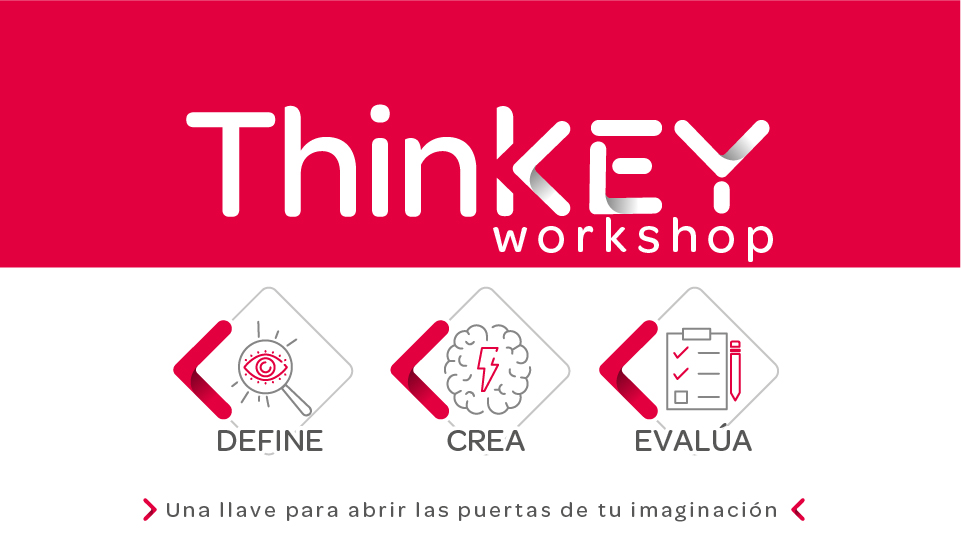 ThinKEY
workshop
DEFINE
CREA
EVALÚA
Una llave para abrir las puertas de tu imaginación